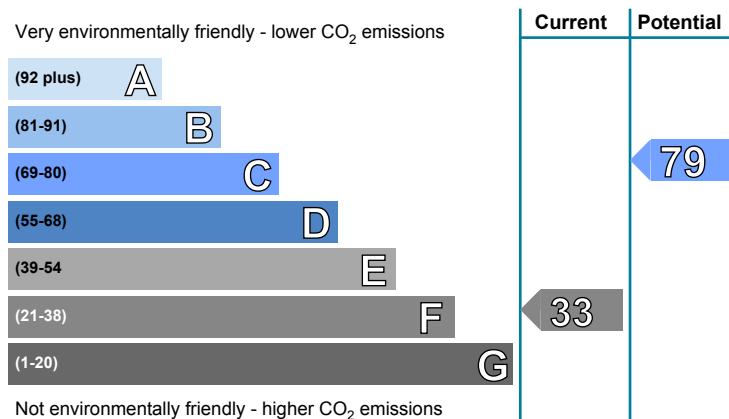 Current Potential
Very environmentally friendly - lower CO₂ emissions
(92 plus) A
(81-91) B
(69-80) C
79
(55-68) D
(39-54 E
(21-38) F
33
(1-20) G
Not environmentally friendly - higher CO₂ emissions